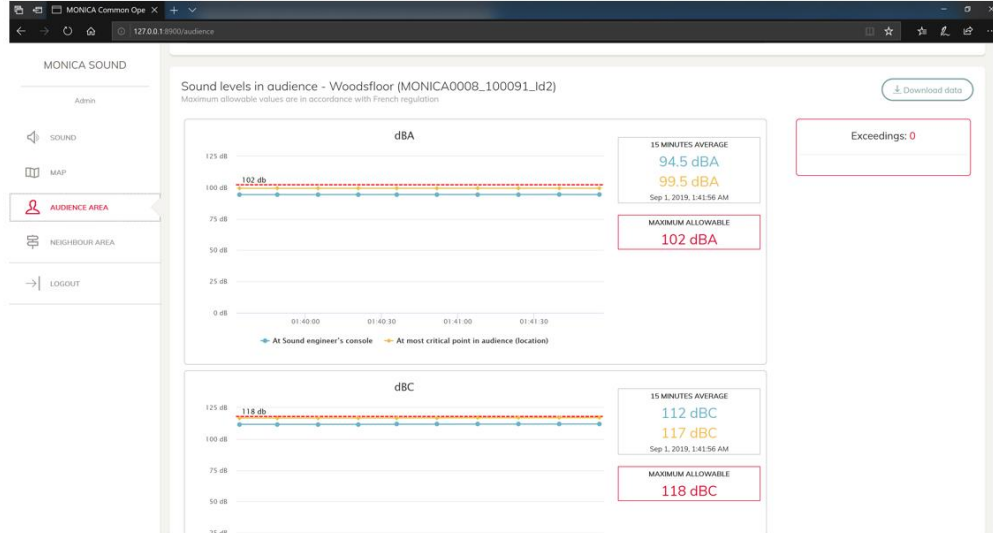 MONICA Common Ope
127.0.0.1:8900/audience
MONICA SOUND
Admin
SOUND
MAP
AUDIENCE AREA
NEIGHBOUR AREA
LOGOUT
Sound levels in audience - Woodsfloor (MONICA0008_100091_Id2)
Maximum allowable values are in accordance with French regulation
Download data
dBA
125 dB
102 db
100 dB
75 dB
50 dB
25 dB
0 dB
01:40:00 01:40:30 01:41:00 01:41:30
At Sound engineer's console At most critical point in audience (location)
15 MINUTES AVERAGE
94.5 dBA
99.5 dBA
Sep 1, 2019, 1:41:56 AM
MAXIMUM ALLOWABLE
102 dBA
Exceedings: 0
dBC
125 dB
118 db
100 dB
75 dB
50 dB
25 dB
15 MINUTES AVERAGE
112 dBC
117 dBC
Sep 1, 2019, 1:41:56 AM
MAXIMUM ALLOWABLE
118 dBC